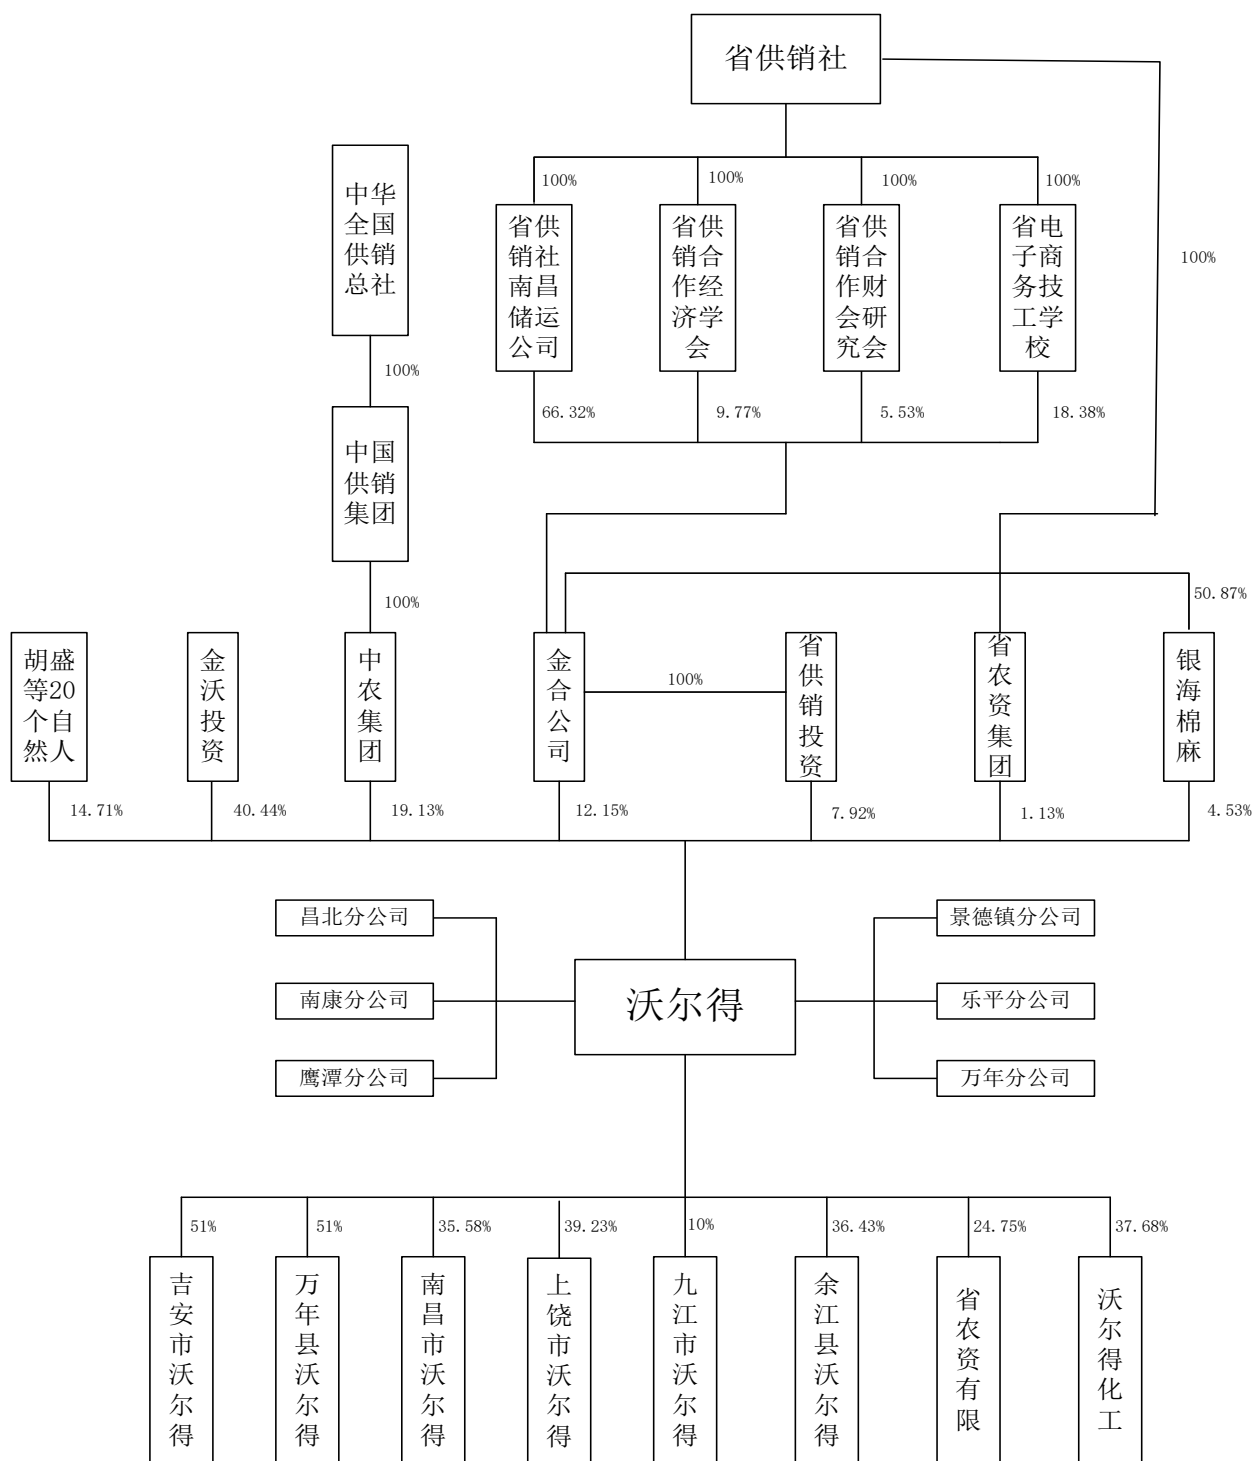 省供销社
100%
100%
100%
100%
100%
中华
全国
供销
总社
省供
销社
南昌
储运
公司
省供
销合
作经
济学
会
省供
销合
作财
会研
究会
省电
子商
务技
工学
校
100%
66.32%
9.77%
5.53%
18.38%
中国
供销
集团
100%
50.87%
胡盛
等20
个自
然人
金沃投资
中农集团
金合公司
100%
省供销投资
省农资集团
银海棉麻
14.71%
40.44%
19.13%
12.15%
7.92%
1.13%
4.53%
昌北分公司
景德镇分公司
南康分公司
沃尔得
乐平分公司
鹰潭分公司
万年分公司
51%
51%
35.58%
39.23%
10%
36.43%
24.75%
37.68%
吉安市沃尔得
万年县沃尔得
南昌市沃尔得
上饶市沃尔得
九江市沃尔得
余江县沃尔得
省农资有限
沃尔得化工